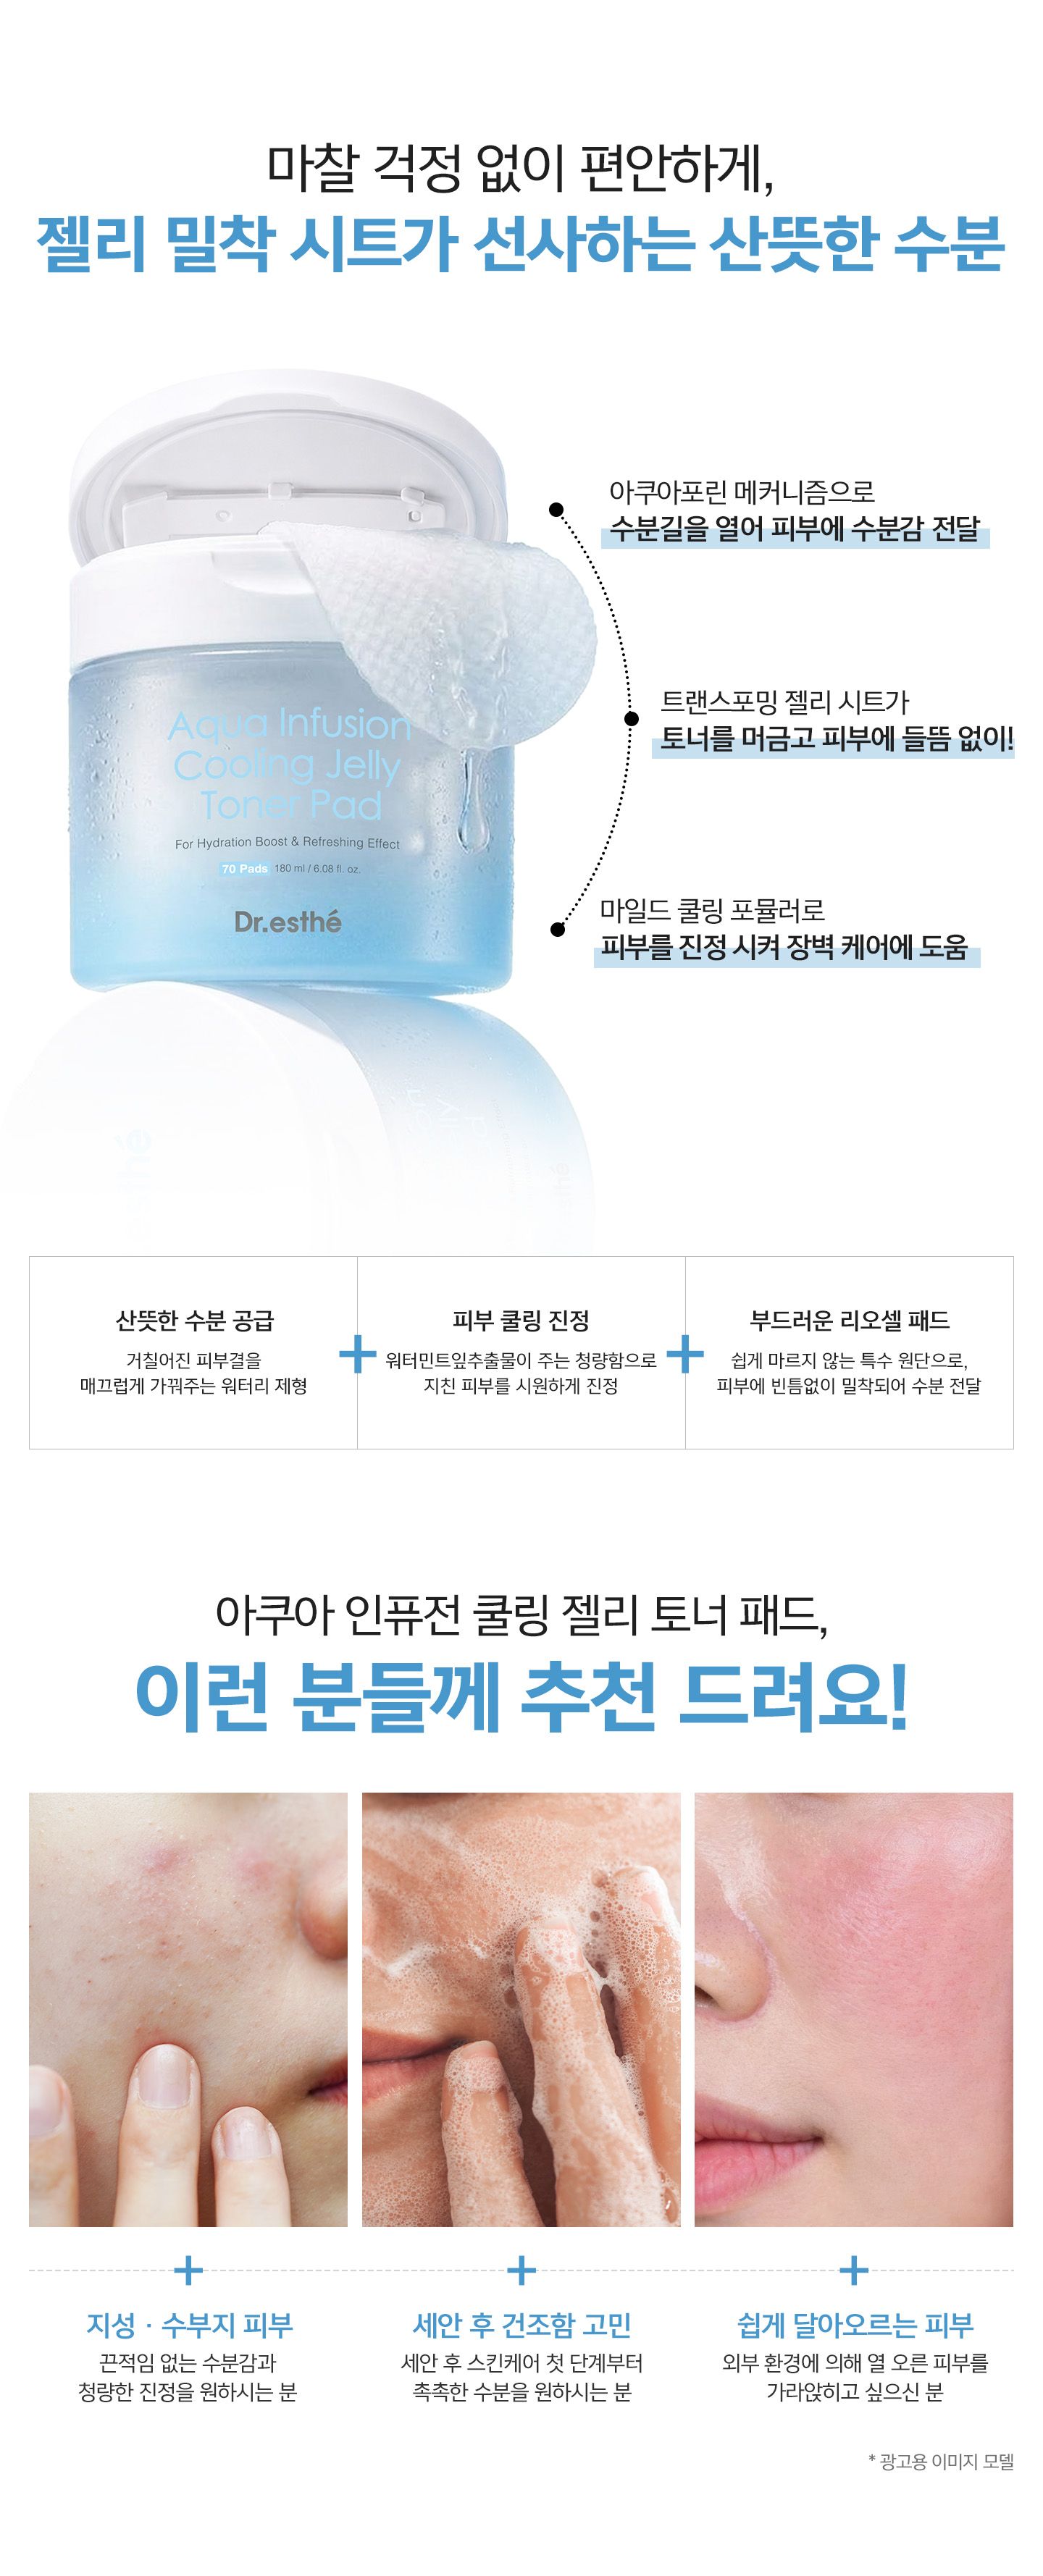 마찰 걱정 없이 편안하게,
젤리 밀착 시트가 선사하는 산뜻한 수분
아쿠아포린 메커니즘으로
수분길을 열어 피부에 수분감 전달
트랜스포밍 젤리 시트가
토너를 머금고 피부에 들뜸 없이!
마일드 쿨링 포뮬러로
피부를 진정 시켜 장벽 케어에 도움
Aqua Infusion
Cooling Jelly
Toner Pad
For Hydration Boost & Refreshing Effect
70 Pads 180 ml / 6.08 fl. oz.
Dr.esthé
산뜻한 수분 공급
거칠어진 피부결을
매끄럽게 가꿔주는 워터리 제형
피부 쿨링 진정
워터민트잎추출물이 주는 청량함으로
지친 피부를 시원하게 진정
부드러운 리오셀 패드
쉽게 마르지 않는 특수 원단으로,
피부에 빈틈없이 밀착되어 수분 전달
아쿠아 인퓨전 쿨링 젤리 토너 패드,
이런 분들께 추천 드려요!
지성 · 수부지 피부
끈적임 없는 수분감과
청량한 진정을 원하시는 분
세안 후 건조함 고민
세안 후 스킨케어 첫 단계부터
촉촉한 수분을 원하시는 분
쉽게 달아오르는 피부
외부 환경에 의해 열 오른 피부를
가라앉히고 싶으신 분
* 광고용 이미지 모델